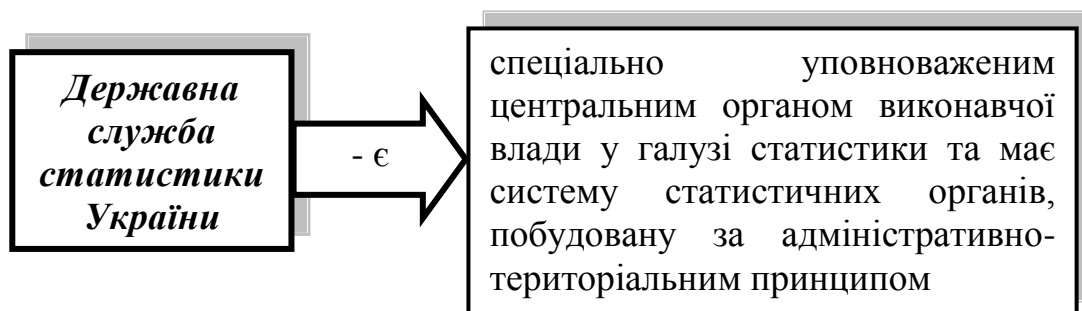 Державна
служба
статистики
України
- є
спеціально уповноваженим
центральним органом виконавчої
влади у галузі статистики та має
систему статистичних органів,
побудовану за адміністративно-
територіальним принципом